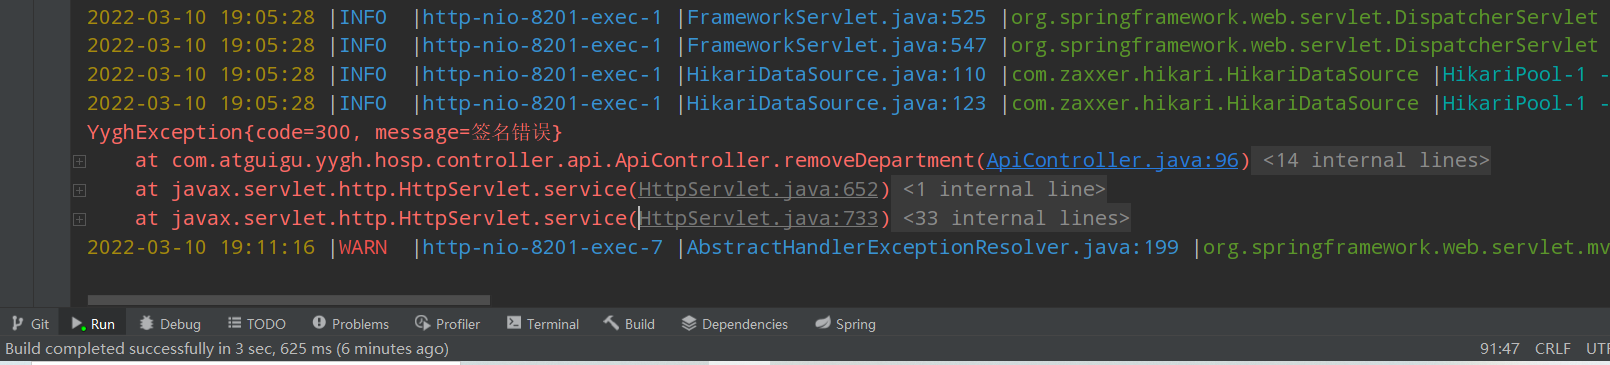 2022-03-10 19:05:28 |INFO  |http-nio-8201-exec-1 |FrameworkServlet.java:525 |org.springframework.web.servlet.DispatcherServlet
2022-03-10 19:05:28 |INFO  |http-nio-8201-exec-1 |FrameworkServlet.java:547 |org.springframework.web.servlet.DispatcherServlet
2022-03-10 19:05:28 |INFO  |http-nio-8201-exec-1 |HikariDataSource.java:110 |com.zaxxer.hikari.HikariDataSource |HikariPool-1 -
2022-03-10 19:05:28 |INFO  |http-nio-8201-exec-1 |HikariDataSource.java:123 |com.zaxxer.hikari.HikariDataSource |HikariPool-1 -
YyghException{code=300, message=签名错误}
at com.atguigu.yygh.hosp.controller.api.ApiController.removeDepartment(ApiController.java:96) <14 internal lines>
at javax.servlet.http.HttpServlet.service(HttpServlet.java:652) <1 internal line>
at javax.servlet.http.HttpServlet.service(HttpServlet.java:733) <33 internal lines>
2022-03-10 19:11:16 |WARN  |http-nio-8201-exec-7 |AbstractHandlerExceptionResolver.java:199 |org.springframework.web.servlet.mv
Git Run Debug TODO Problems Profiler Terminal Build Dependencies Spring
Build completed successfully in 3 sec, 625 ms (6 minutes ago) 91:47 CRLF UTF